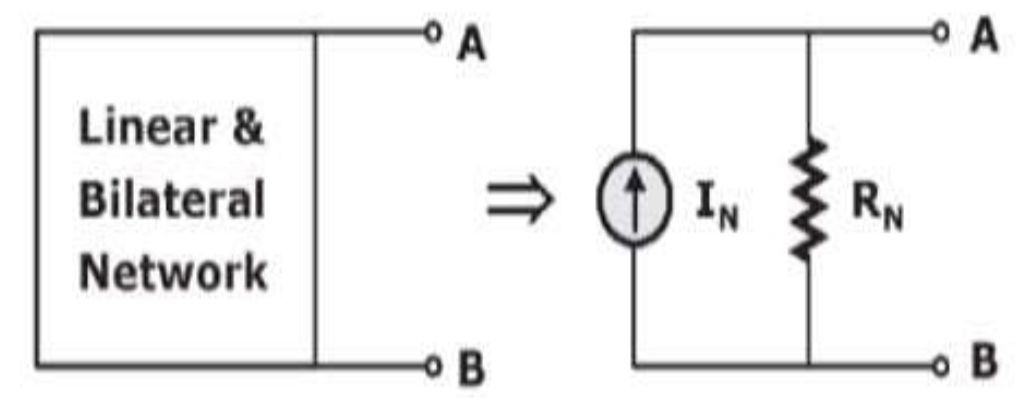 Linear &
Bilateral
Network
A
B
⇒
I_N
R_N
A
B